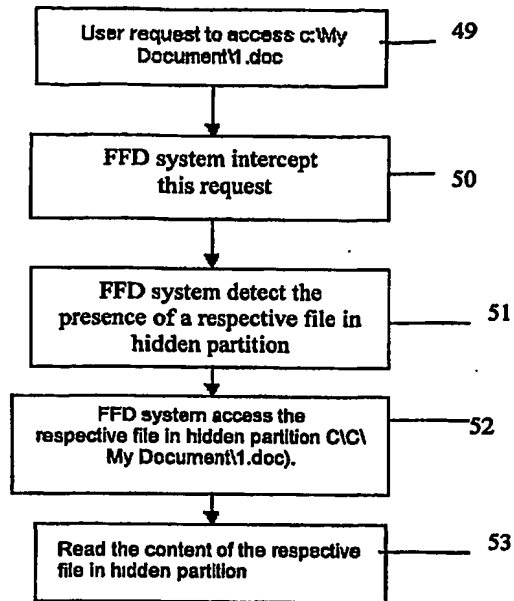 User request to access c:\My
Document\1.doc
49
FFD system intercept
this request
50
FFD system detect the
presence of a respective file in
hidden partition
51
FFD system access the
respective file in hidden partition C\C\
My Document\1.doc).
52
Read the content of the respective
file in hidden partition
53